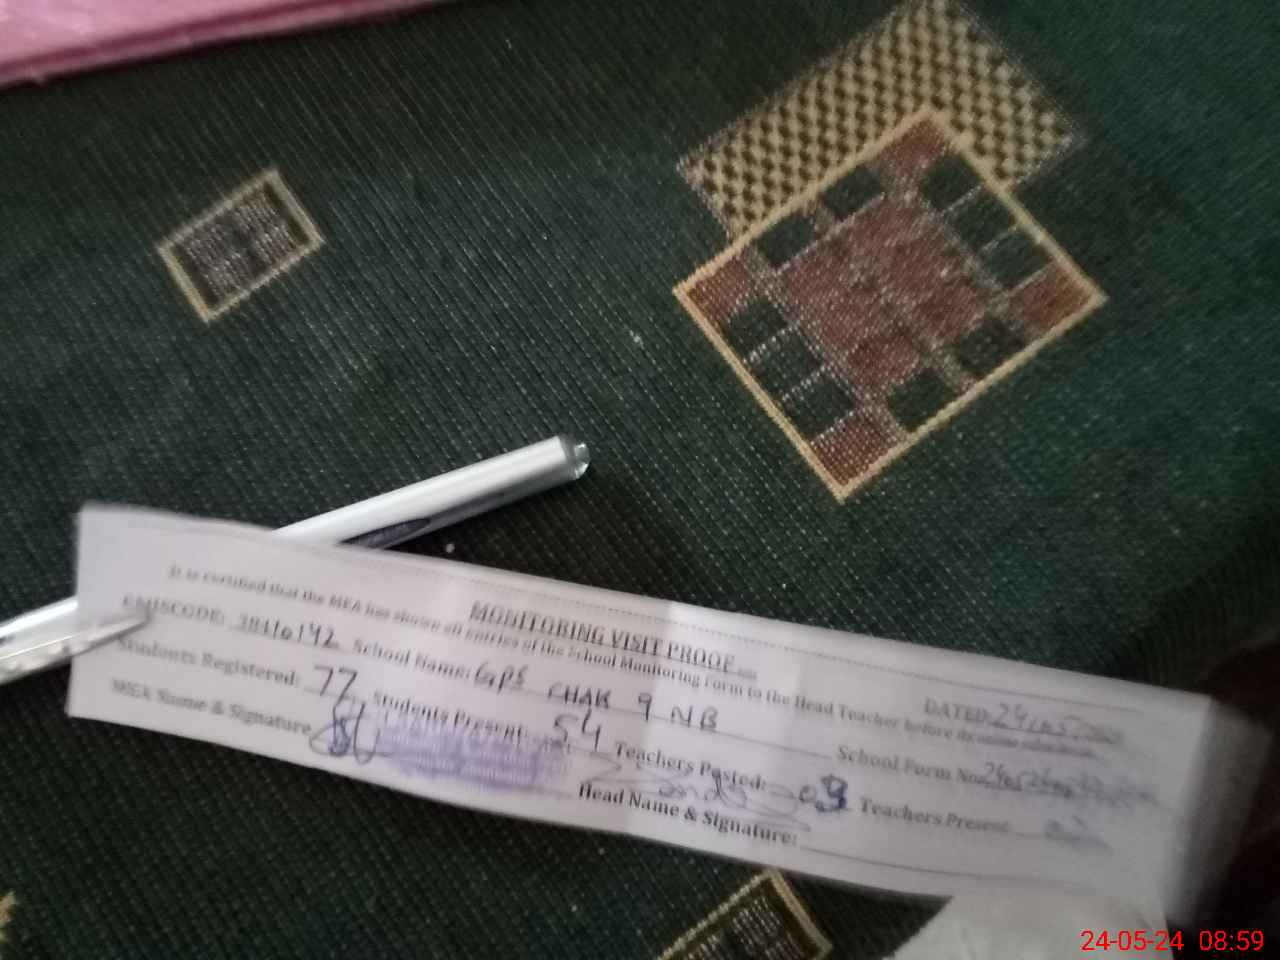 MONITORING VISIT PROOF
It is certified that the MEA has shown all entries of the School Monitoring Form to the Head Teacher before
DATED: 24
EMISCODE: 38410142 School Name: GPS CHAK 9 NB School Form No.
Students Registered: 77 Students Present: 54 Teachers Posted: 03 Teachers Present:
MEA Name & Signature Head Name & Signature:
24-05-24 08:59